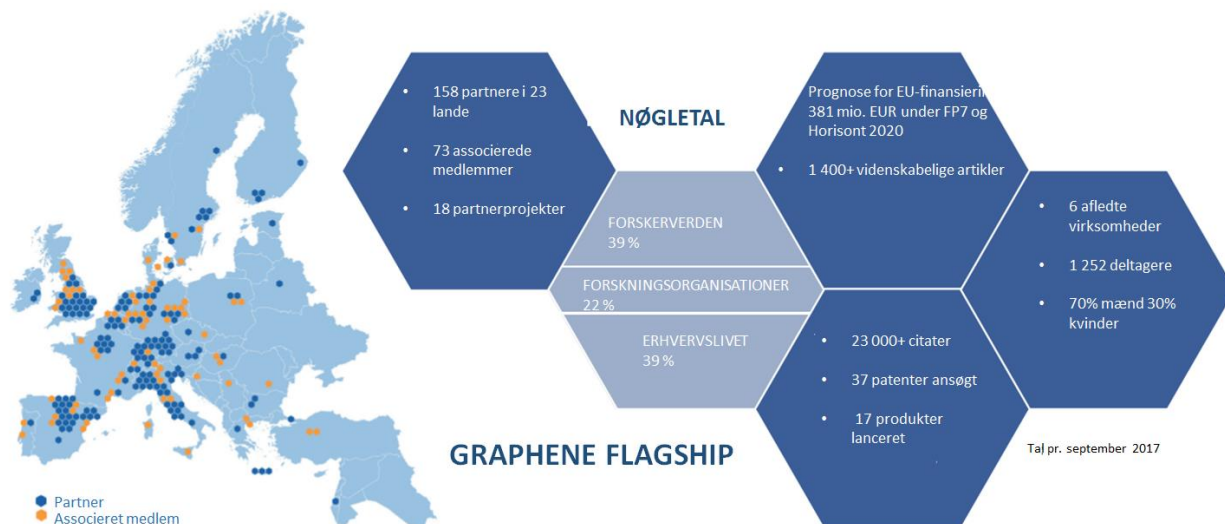 • 158 partnere i 23
lande
• 73 associerede
medlemmer
• 18 partnerprojekter
NØGLETAL
FORSKERVERDEN
39 %
FORSKNINGSORGANISATIONER
22 %
ERHVERVSLIVET
39 %
Prognose for EU-finansierin
381 mio. EUR under FP7 og
Horisont 2020
• 1 400+ videnskabelige artikler
• 6 afledte
virksomheder
• 1 252 deltagere
• 70% mænd 30%
kvinder
• 23 000+ citater
• 37 patenter ansøgt
• 17 produkter
lanceret
GRAPHENE FLAGSHIP
Tal pr. september 2017
Partner
Associeret medlem